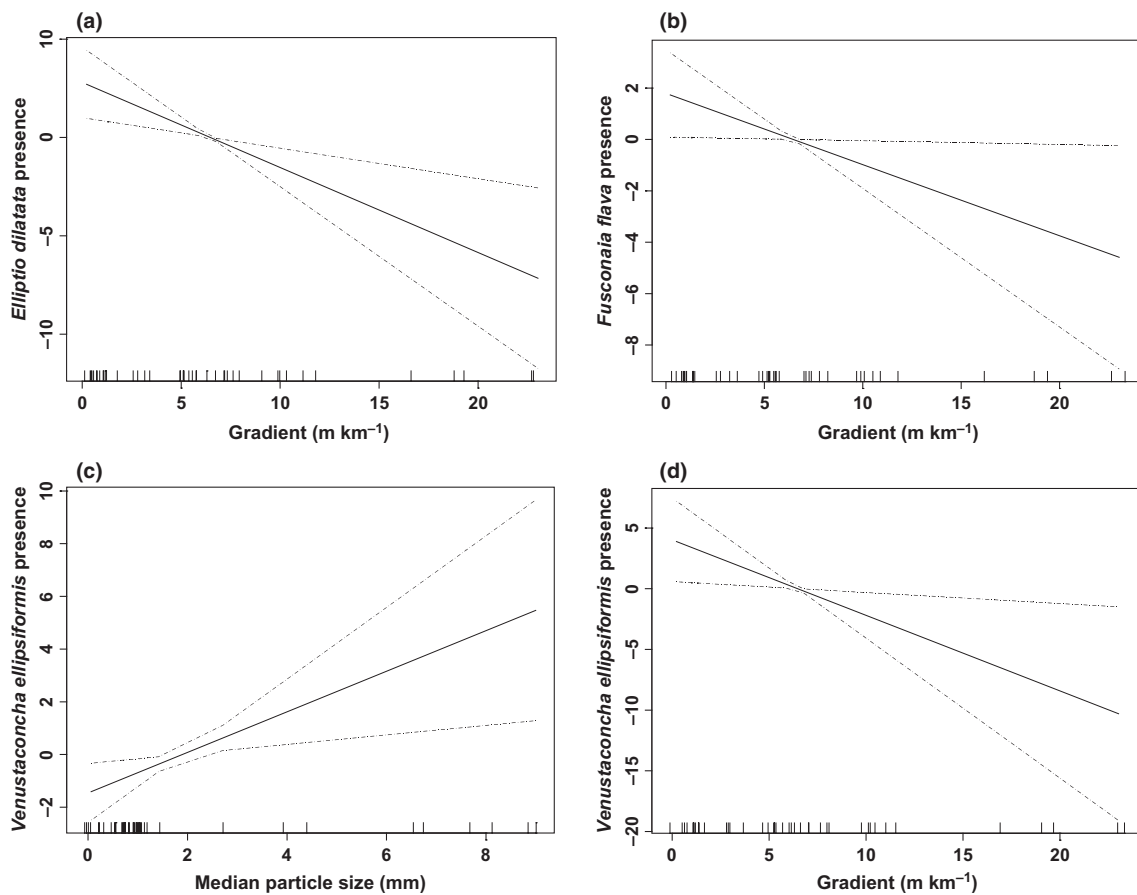 (a)
10
5
0
−5
−10
Elliptio dilatata presence
0 5 10 15 20
Gradient (m km−1)
(b)
2
0
−2
−4
−6
−8
Fusconaia flava presence
0 5 10 15 20
Gradient (m km−1)
(c)
10
8
6
4
2
0
−2
Venustaconcha ellipsiformis presence
0 2 4 6 8
Median particle size (mm)
(d)
5
0
−5
−10
−15
−20
Venustaconcha ellipsiformis presence
0 5 10 15 20
Gradient (m km−1)